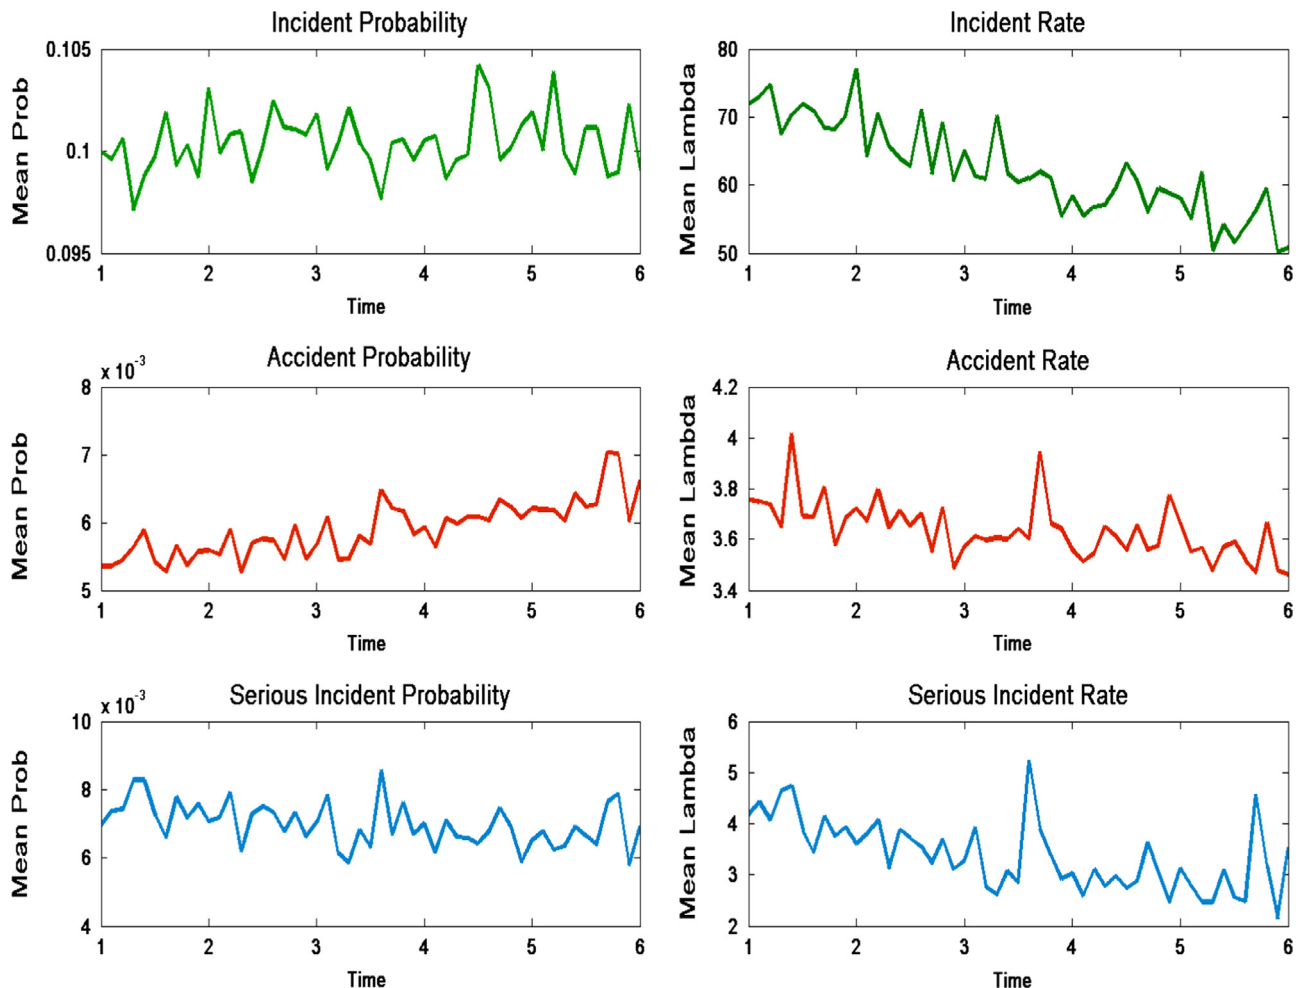 Incident Probability
0.105
0.1
0.095
Mean Prob
1 2 3 4 5 6
Time
Incident Rate
80
70
60
50
Mean Lambda
1 2 3 4 5 6
Time
Accident Probability
x 10-3
8
7
6
5
Mean Prob
1 2 3 4 5 6
Time
Accident Rate
4.2
4
3.8
3.6
3.4
Mean Lambda
1 2 3 4 5 6
Time
Serious Incident Probability
x 10-3
10
8
6
4
Mean Prob
1 2 3 4 5 6
Time
Serious Incident Rate
6
5
4
3
2
Mean Lambda
1 2 3 4 5 6
Time